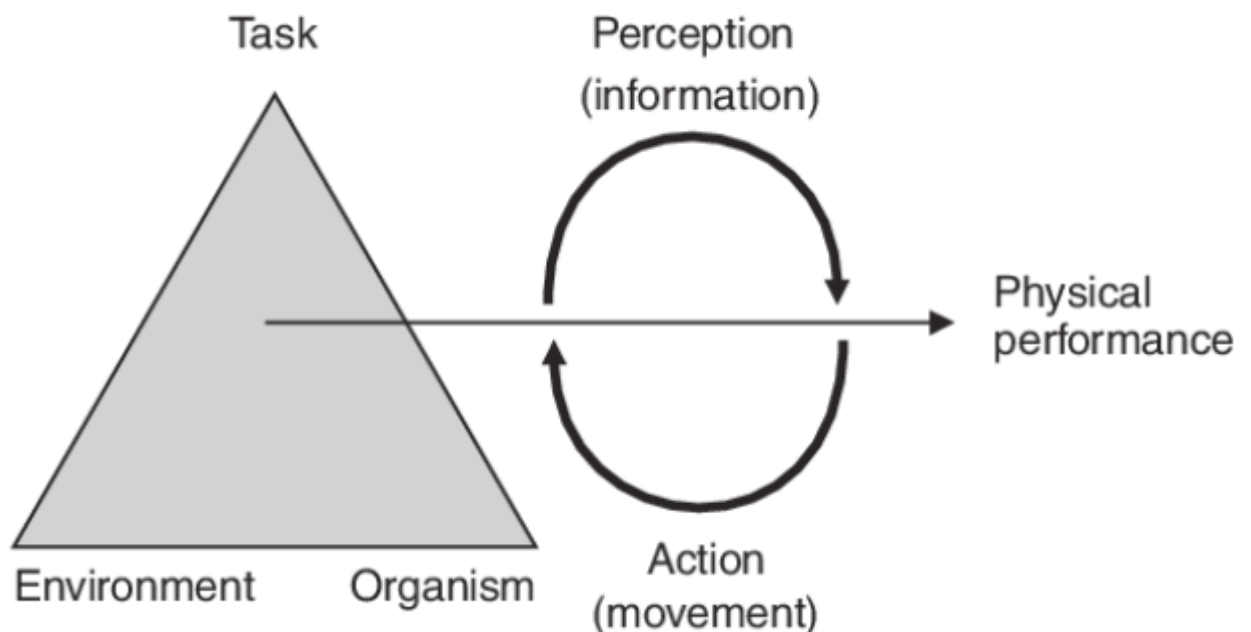 Task
Perception
(information)
Physical
performance
Environment
Organism
Action
(movement)